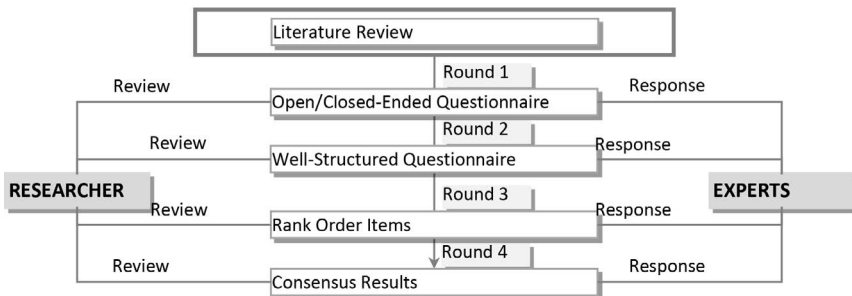 Literature Review
Round 1
Review
Response
Open/Closed-Ended Questionnaire
Round 2
Review
Response
Well-Structured Questionnaire
RESEARCHER
Round 3
EXPERTS
Review
Response
Rank Order Items
Round 4
Review
Response
Consensus Results